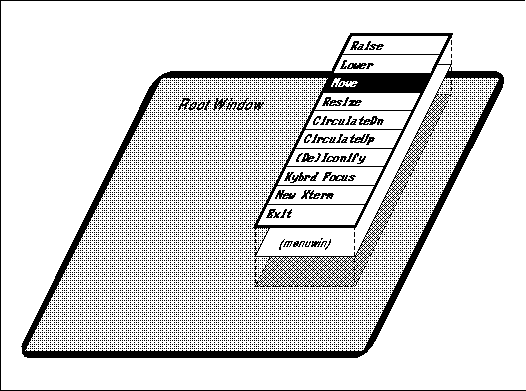 Raise
Lower
Move
Root Window
Resize
CirculateDn
CirculateUp
(De)Iconify
Kybrd Focus
New Xterm
Exit
(menuwin)